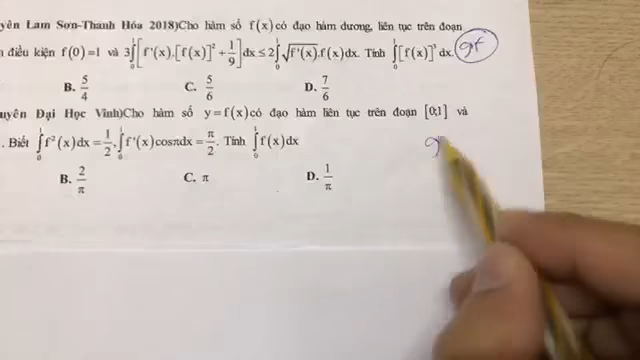 yên Lam Sơn-Thanh Hóa 2018)Cho hàm số f(x) có đạo hàm dương, liên tục trên đoạn
điều kiện f(0)=1 và 3∫₀¹[f'(x).[f(x)]²+1/9]dx≤2∫₀¹√f'(x).f(x)dx. Tính ∫₀¹[f(x)]³dx.
B. 5/4 C. 5/6 D. 7/6
uyên Đại Học Vinh)Cho hàm số y=f(x) có đạo hàm liên tục trên đoạn [0;1] và
. Biết ∫₀¹f²(x)dx=1/2,∫₀¹f'(x)cosπdx=π/2. Tính ∫₀¹f(x)dx
B. 2/π C. π D. 1/π